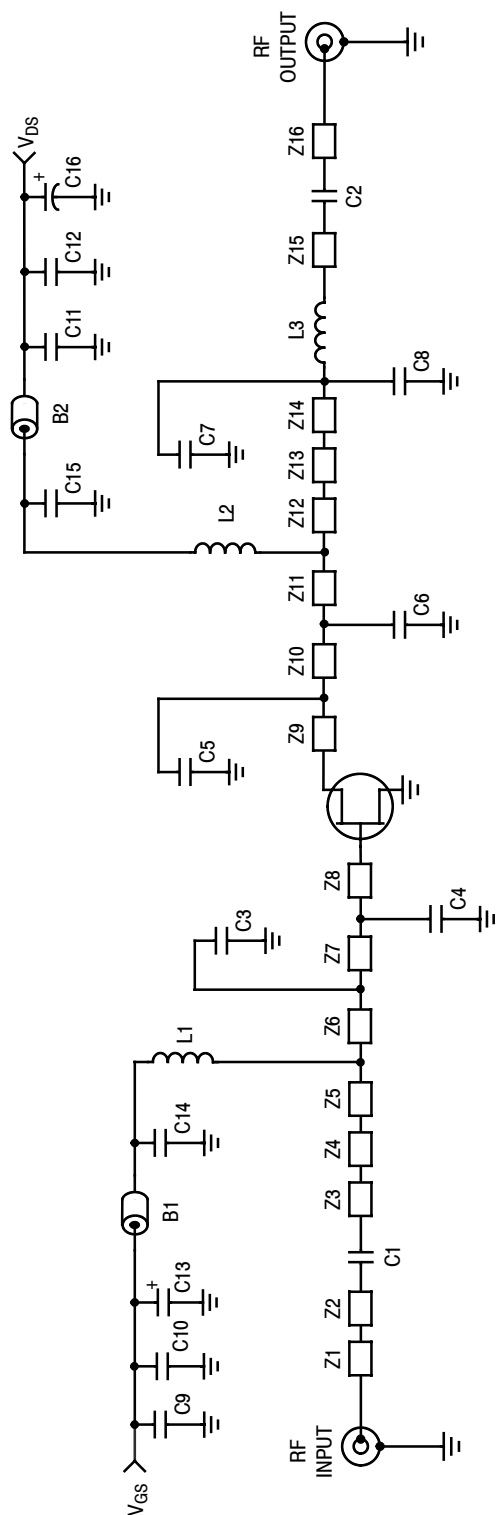 VGS
C9
C10
+
C13
B1
C14
L1
RF
INPUT
Z1
Z2
C1
Z3
Z4
Z5
Z6
C3
Z7
C4
Z8
Z9
C5
Z10
C6
Z11
L2
Z12
Z13
Z14
C7
C8
L3
Z15
C2
Z16
RF
OUTPUT
C15
B2
C11
C12
+
C16
VDS